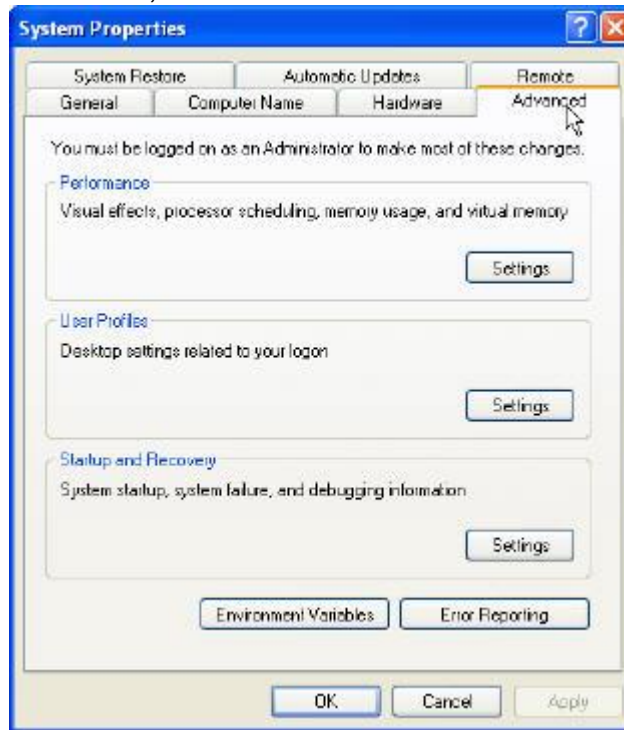 System Properties
System Restore Automatic Updates Remote
General Computer Name Hardware Advanced
You must be logged on as an Administrator to make most of these changes.
Performance
Visual effects, processor scheduling, memory usage, and virtual memory
Settings
User Profiles
Desktop settings related to your logon
Settings
Startup and Recovery
System startup, system failure, and debugging information
Settings
Environment Variables Error Reporting
OK Cancel Apply